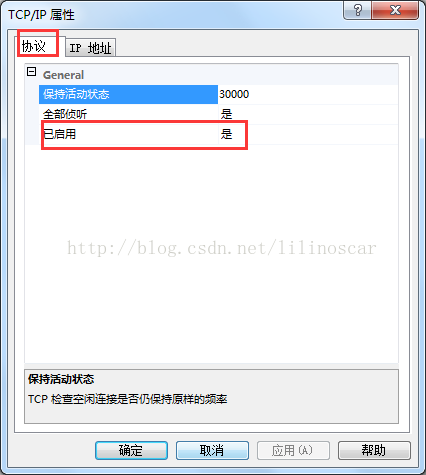 TCP/IP 属性
协议 IP 地址
General
保持活动状态 30000
全部侦听 是
已启用 是
http://blog.csdn.net/lilinoscar
保持活动状态
TCP 检查空闲连接是否仍保持原样的频率
确定 取消 应用(A) 帮助